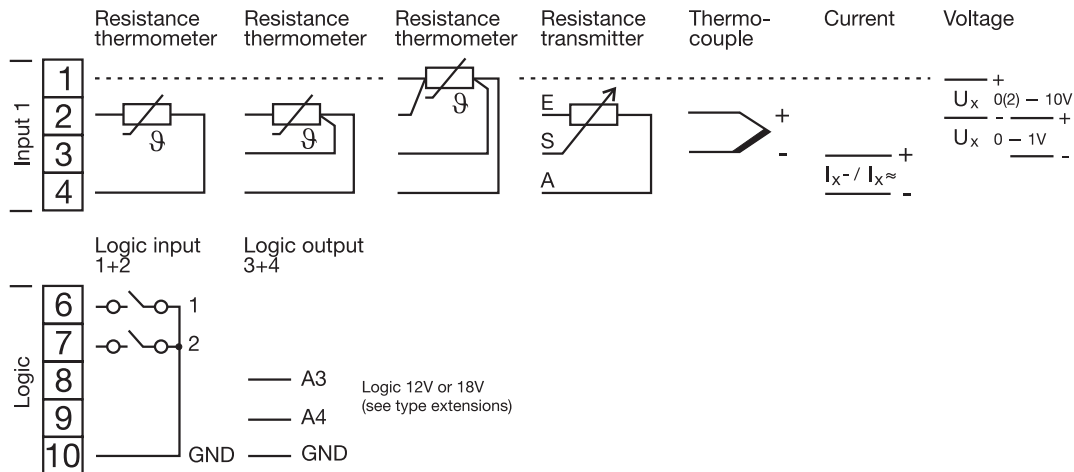 Resistance thermometer
Resistance thermometer
Resistance thermometer
Resistance transmitter
Thermo-couple
Current
Voltage
Input 1
1
2
3
4
ϑ
ϑ
ϑ
E
S
A
+
-
+
Ix- / Ix≈
-
+
Ux 0(2) – 10V
- +
Ux 0 – 1V
-
Logic input
1+2
Logic output
3+4
Logic
6
7
8
9
10
1
2
GND
A3
A4
GND
Logic 12V or 18V
(see type extensions)